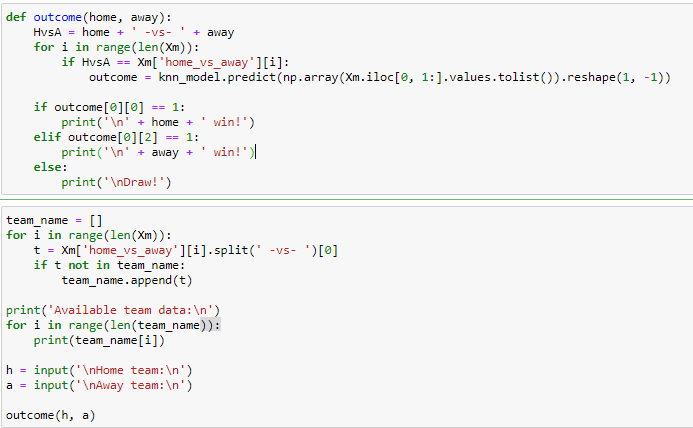 def outcome(home, away):
    HvsA = home + ' -vs- ' + away
    for i in range(len(Xm)):
        if HvsA == Xm['home_vs_away'][i]:
            outcome = knn_model.predict(np.array(Xm.iloc[0, 1:].values.tolist()).reshape(1, -1))

    if outcome[0][0] == 1:
        print('\n' + home + ' win!')
    elif outcome[0][2] == 1:
        print('\n' + away + ' win!')
    else:
        print('\nDraw!')

team_name = []
for i in range(len(Xm)):
    t = Xm['home_vs_away'][i].split(' -vs- ')[0]
    if t not in team_name:
        team_name.append(t)

print('Available team data:\n')
for i in range(len(team_name)):
    print(team_name[i])

h = input('\nHome team:\n')
a = input('\nAway team:\n')

outcome(h, a)